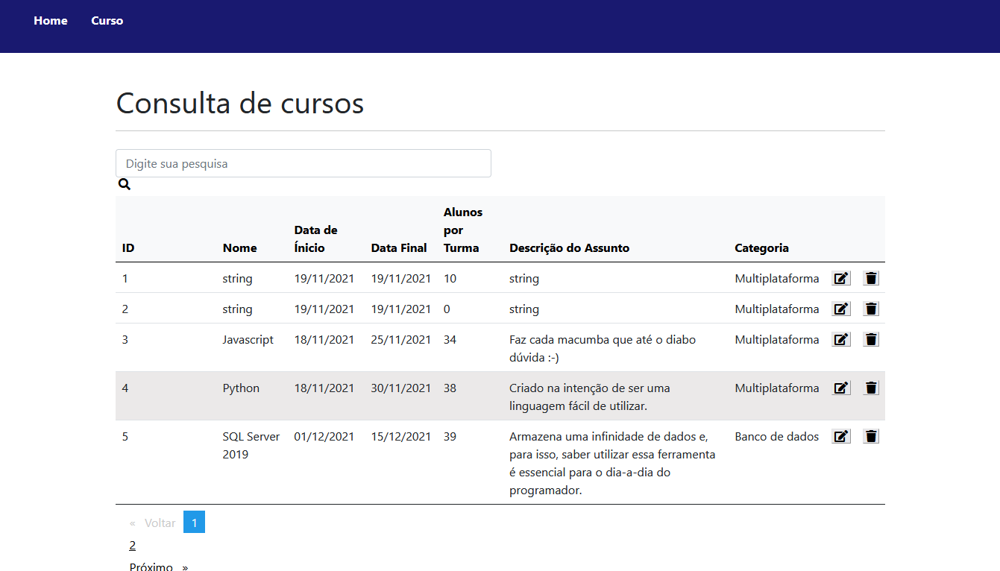 Home Curso
Consulta de cursos
Digite sua pesquisa
Alunos
Data de por
ID Nome Ínicio Data Final Turma Descrição do Assunto Categoria
1 string 19/11/2021 19/11/2021 10 string Multiplataforma
2 string 19/11/2021 19/11/2021 0 string Multiplataforma
3 Javascript 18/11/2021 25/11/2021 34 Faz cada macumba que até o diabo Multiplataforma
dúvida :-)
4 Python 18/11/2021 30/11/2021 38 Criado na intenção de ser uma Multiplataforma
linguagem fácil de utilizar.
5 SQL Server 01/12/2021 15/12/2021 39 Armazena uma infinidade de dados e, Banco de dados
2019 para isso, saber utilizar essa ferramenta
é essencial para o dia-a-dia do
programador.
« Voltar 1
2
Próximo »